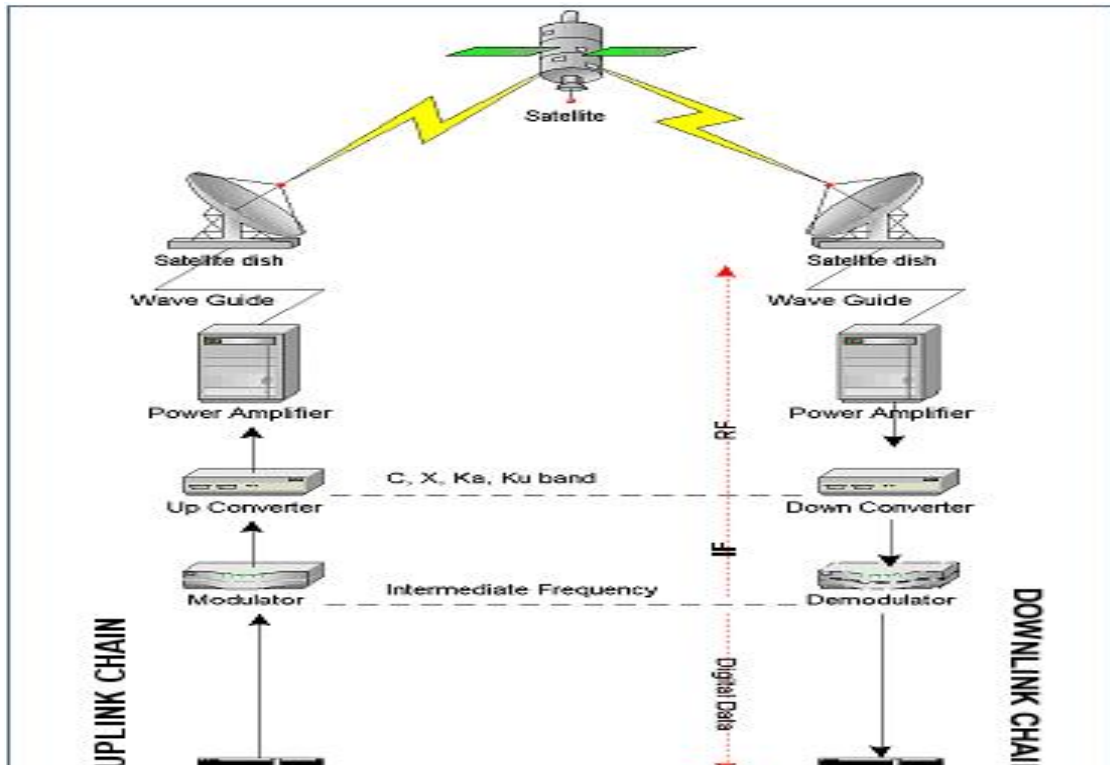 Satellite
Satellite dish
Satellite dish
Wave Guide
Wave Guide
Power Amplifier
Power Amplifier
RF
C, X, Ka, Ku band
Up Converter
Down Converter
IF
Intermediate Frequency
Modulator
Demodulator
UPLINK CHAIN
Digital Data
DOWNLINK CHAI